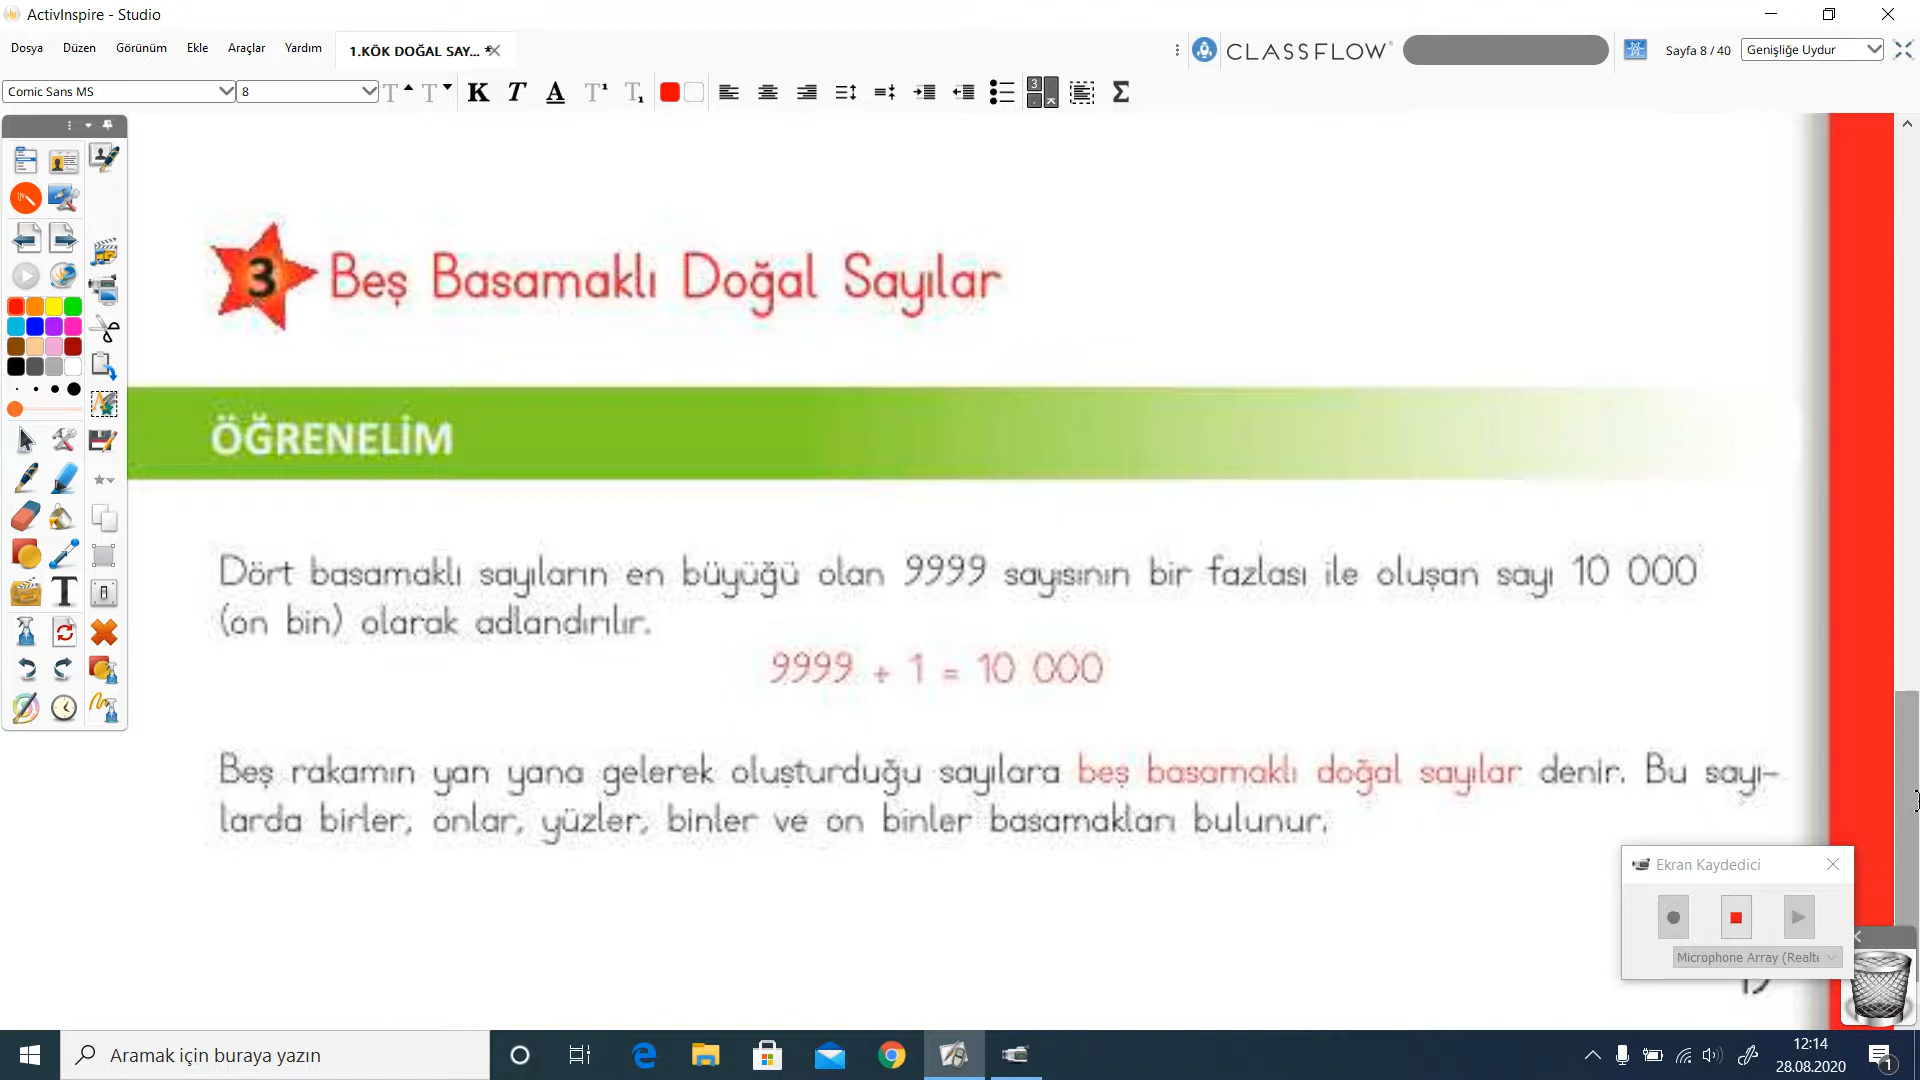 ActivInspire - Studio
Dosya Düzen Görünüm Ekle Araçlar Yardım 1.KÖK DOĞAL SAY... * CLASSFLOW Sayfa 8 / 40 Genişliğe Uydur
Comic Sans MS 8 K T A T¹ T₁ Σ
3 Beş Basamaklı Doğal Sayılar
ÖĞRENELİM
Dört basamaklı sayıların en büyüğü olan 9999 sayısının bir fazlası ile oluşan sayı 10 000
(on bin) olarak adlandırılır.
9999 + 1 = 10 000
Beş rakamın yan yana gelerek oluşturduğu sayılara beş basamaklı doğal sayılar denir. Bu sayı-
larda birler, onlar, yüzler, binler ve on binler basamakları bulunur.
Ekran Kaydedici
Microphone Array (Realte
Aramak için buraya yazın
12:14
28.08.2020
1